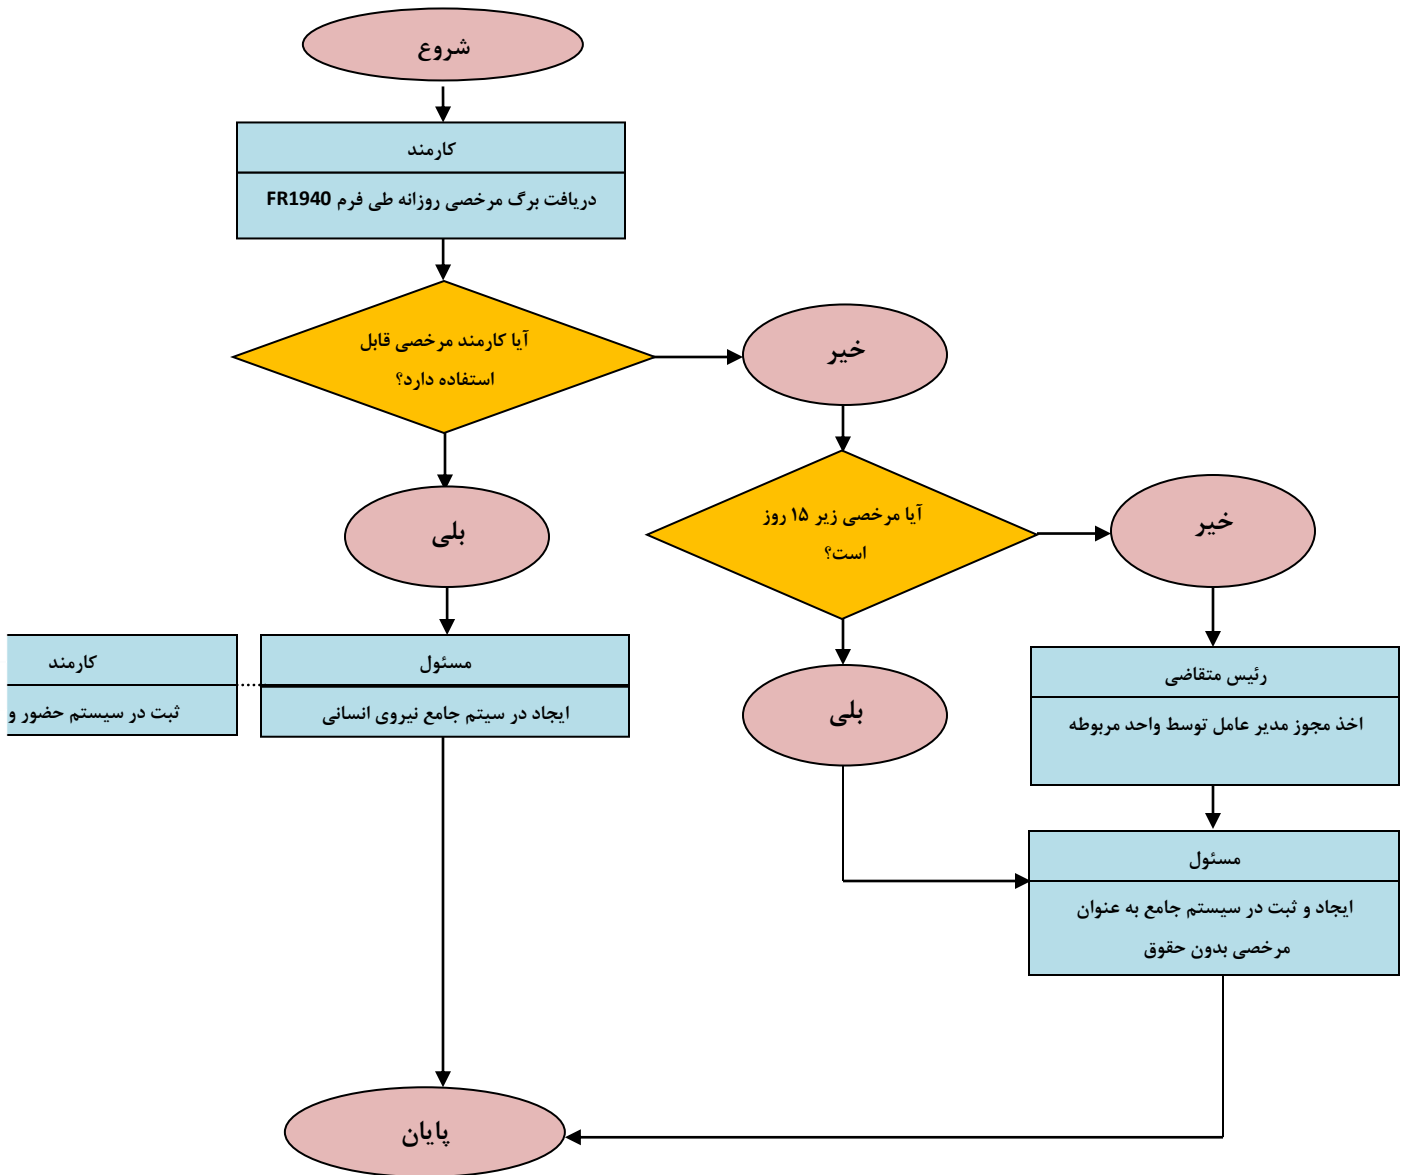 شروع
کارمند
دریافت برگ مرخصی روزانه طی فرم FR1940
آیا کارمند مرخصی قابل
استفاده دارد؟
خیر
بلی
آیا مرخصی زیر ۱۵ روز
است؟
خیر
بلی
مسئول
ایجاد در سیتم جامع نیروی انسانی
کارمند
ثبت در سیستم حضور و
رئیس متقاضی
اخذ مجوز مدیر عامل توسط واحد مربوطه
مسئول
ایجاد و ثبت در سیستم جامع به عنوان
مرخصی بدون حقوق
پایان